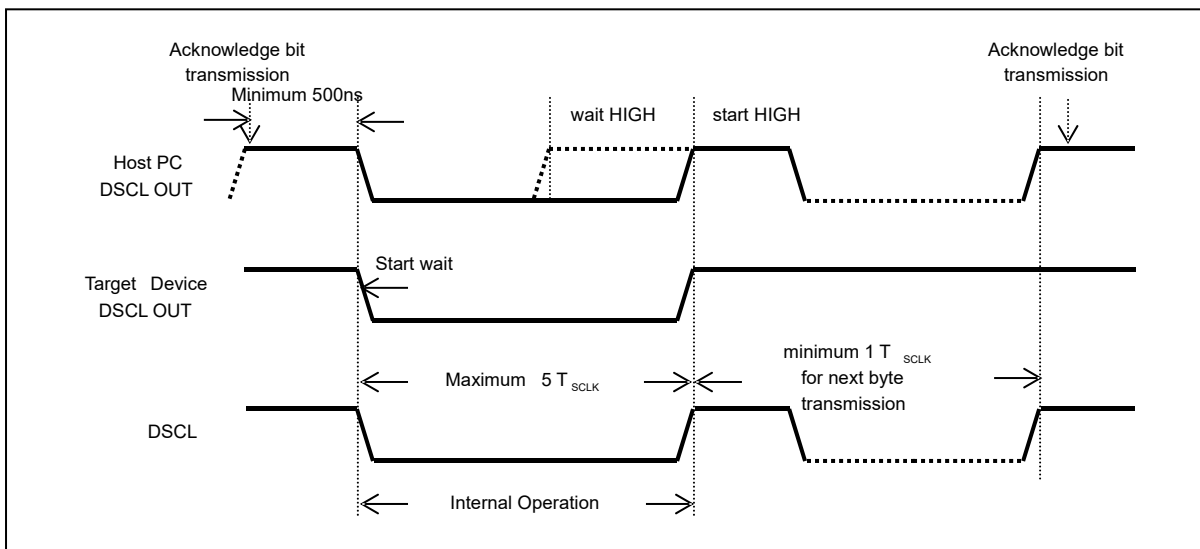 Acknowledge bit
transmission
Minimum 500ns
Acknowledge bit
transmission
wait HIGH
start HIGH
Host PC
DSCL OUT
Start wait
Target Device
DSCL OUT
Maximum 5 T SCLK
minimum 1 T SCLK
for next byte
transmission
DSCL
Internal Operation